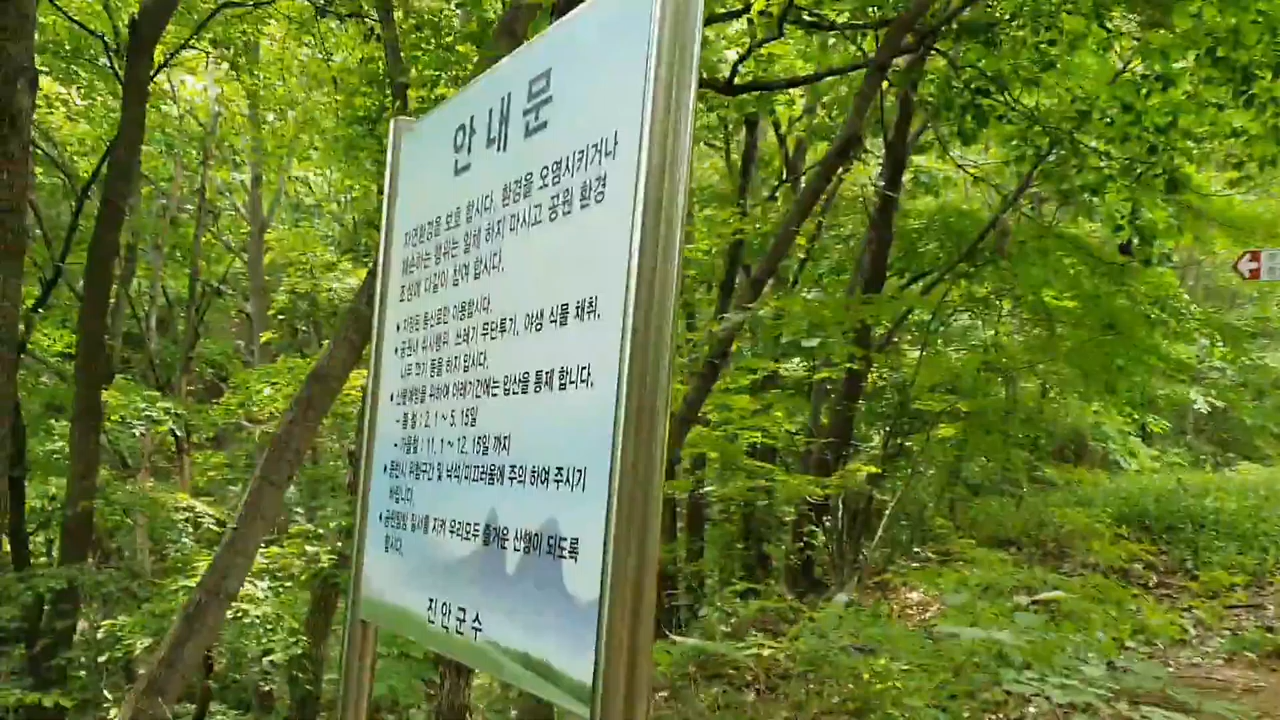 안내문
자연환경을 보호 합시다. 환경을 오염시키거나
훼손하는 행위는 일체 하지 마시고 공원 환경
조성에 다같이 참여 합시다.
● 지정된 등산로만 이용합시다.
● 공원내 취사행위, 쓰레기 무단투기, 야생 식물 채취,
나무 꺾기 등을 하지 맙시다.
● 산불예방을 위하여 아래기간에는 입산을 통제 합니다.
- 봄 철 : 2. 1 ~ 5. 15일
- 가을철 : 11. 1 ~ 12. 15일 까지
● 등반시 위험구간 및 낙석/미끄러움에 주의 하여 주시기
바랍니다.
● 공원탐방 질서를 지켜 우리모두 즐거운 산행이 되도록
합시다.
진안군수